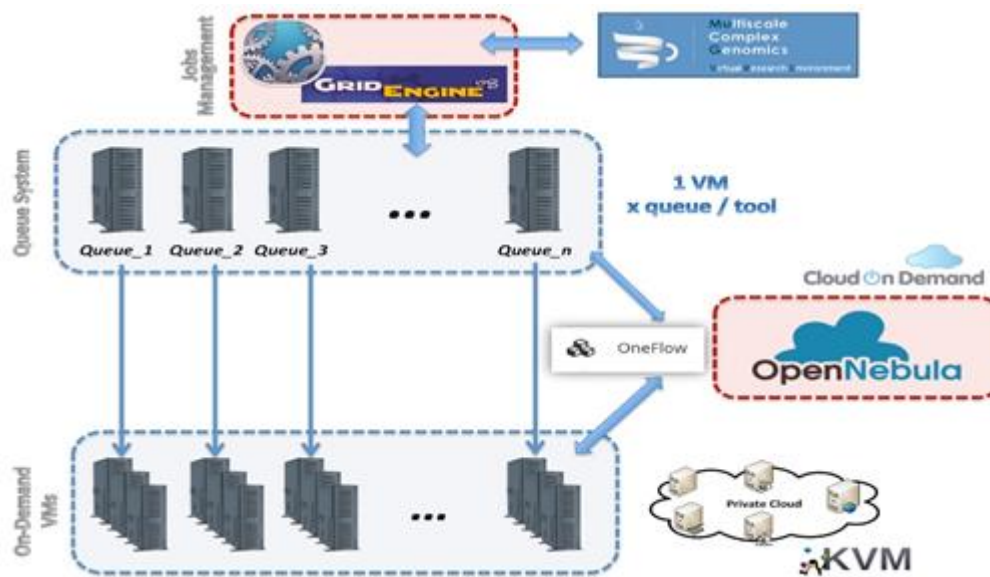 Jobs
Management
GRID ENGINE
Multiscale
Complex
Genomics
Virtual Research Environment
Queue System
Queue_1
Queue_2
Queue_3
...
Queue_n
1 VM
x queue / tool
Cloud On Demand
OneFlow
OpenNebula
On-Demand
VMs
...
Private Cloud
KVM